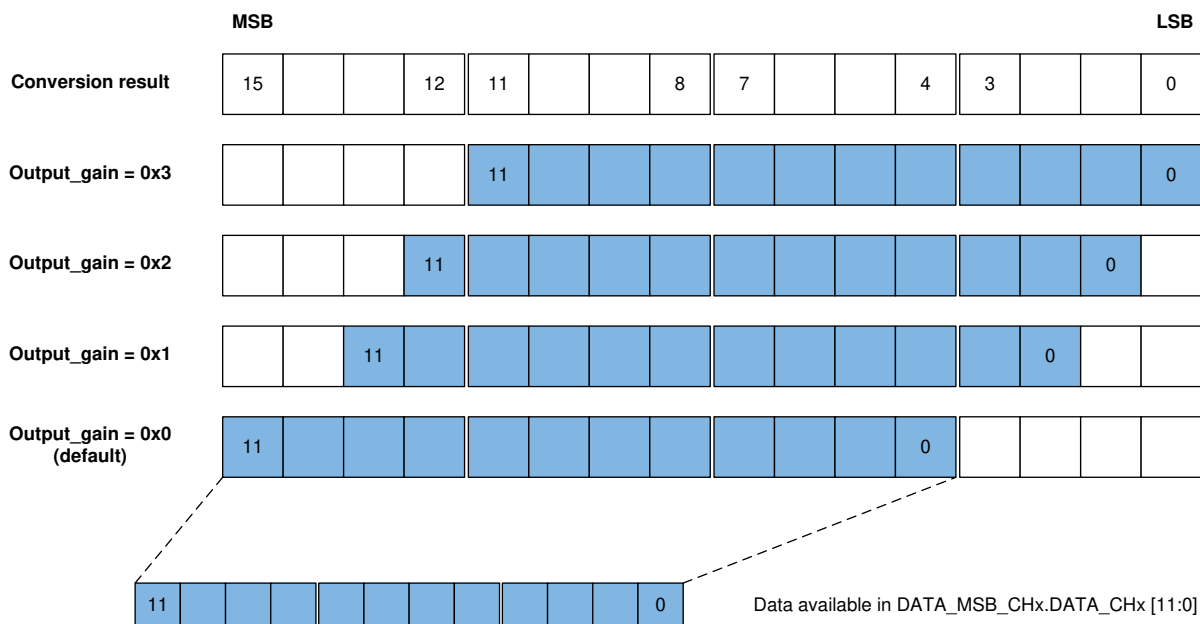 MSB LSB
Conversion result 15 12 11 8 7 4 3 0
Output_gain = 0x3 11 0
Output_gain = 0x2 11 0
Output_gain = 0x1 11 0
Output_gain = 0x0
(default)
11 0
11 0 Data available in DATA_MSB_CHx.DATA_CHx [11:0]